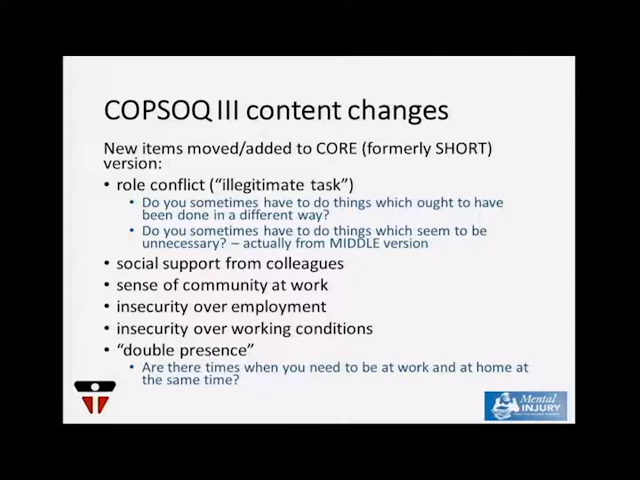 COPSOQ III content changes
New items moved/added to CORE (formerly SHORT)
version:
• role conflict (“illegitimate task”)
• Do you sometimes have to do things which ought to have
been done in a different way?
• Do you sometimes have to do things which seem to be
unnecessary? – actually from MIDDLE version
• social support from colleagues
• sense of community at work
• insecurity over employment
• insecurity over working conditions
• “double presence”
• Are there times when you need to be at work and at home at
the same time?
Mental
INJURY